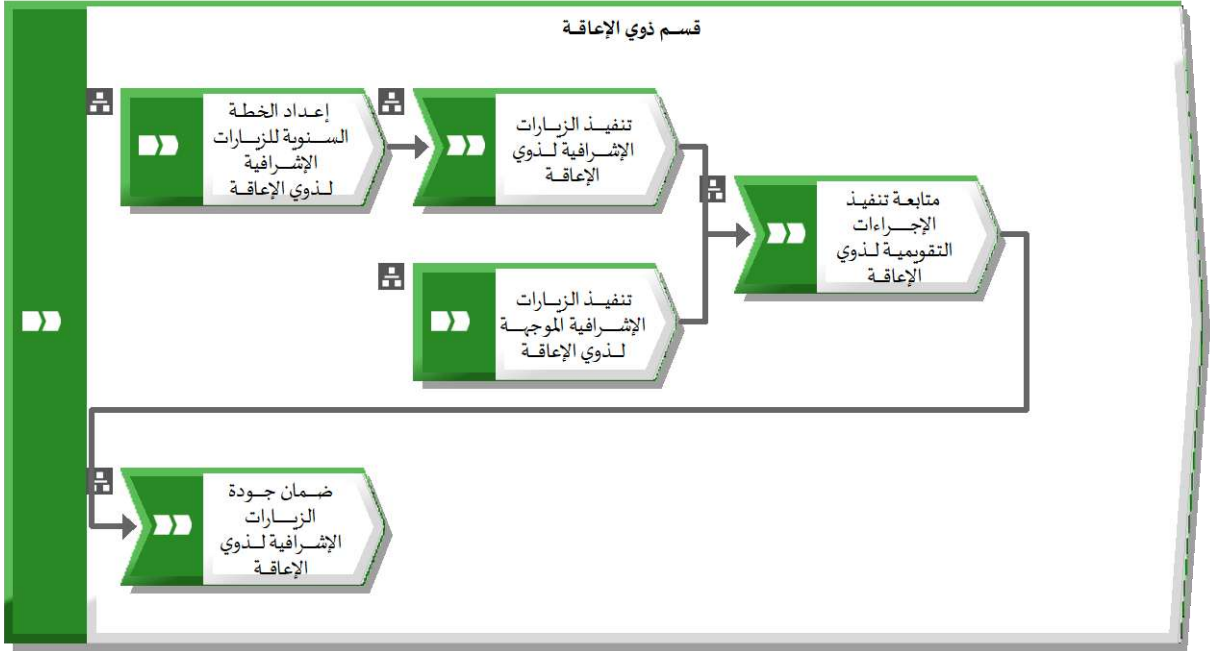 قسم ذوي الإعاقة
إعداد الخطة
السنوية للزيارات
الإشرافية
لذوي الإعاقة
تنفيذ الزيارات
الإشرافية لذوي
الإعاقة
متابعة تنفيذ
الإجراءات
التقويمية لذوي
الإعاقة
تنفيذ الزيارات
الإشرافية الموجهة
لذوي الإعاقة
ضمان جودة
الزيارات
الإشرافية لذوي
الإعاقة